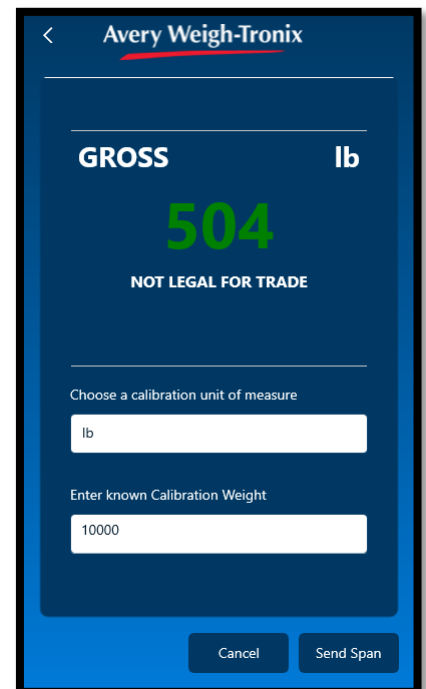 Avery Weigh-Tronix
GROSS lb
504
NOT LEGAL FOR TRADE
Choose a calibration unit of measure
lb
Enter known Calibration Weight
10000
Cancel Send Span